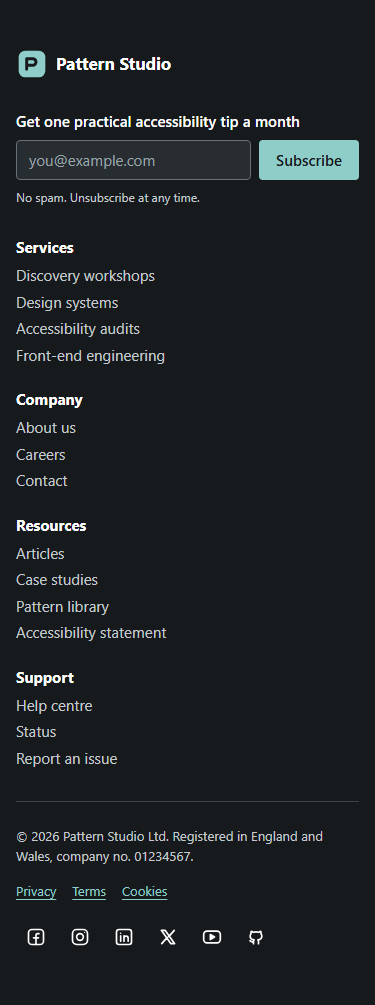 Pattern Studio
Get one practical accessibility tip a month
you@example.com
Subscribe
No spam. Unsubscribe at any time.
Services
Discovery workshops
Design systems
Accessibility audits
Front-end engineering
Company
About us
Careers
Contact
Resources
Articles
Case studies
Pattern library
Accessibility statement
Support
Help centre
Status
Report an issue
© 2026 Pattern Studio Ltd. Registered in England and
Wales, company no. 01234567.
Privacy Terms Cookies